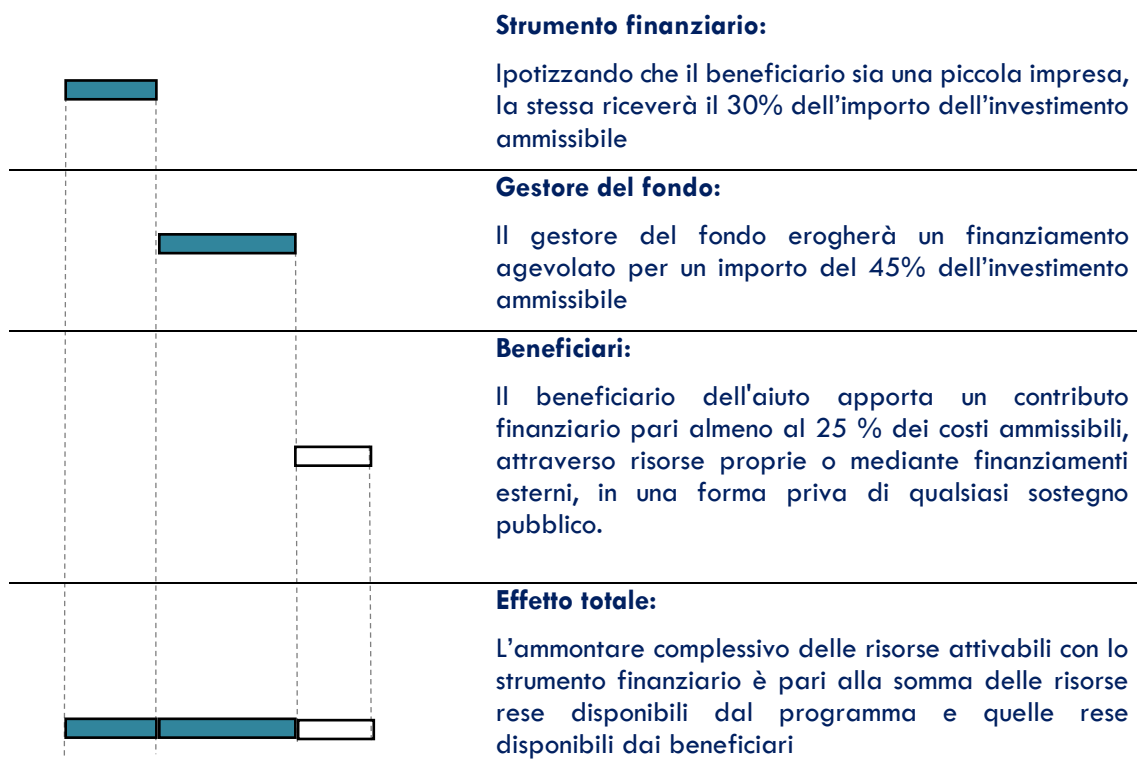 Strumento finanziario:
Ipotizzando che il beneficiario sia una piccola impresa,
la stessa riceverà il 30% dell’importo dell’investimento
ammissibile
Gestore del fondo:
Il gestore del fondo erogherà un finanziamento
agevolato per un importo del 45% dell’investimento
ammissibile
Beneficiari:
Il beneficiario dell'aiuto apporta un contributo
finanziario pari almeno al 25 % dei costi ammissibili,
attraverso risorse proprie o mediante finanziamenti
esterni, in una forma priva di qualsiasi sostegno
pubblico.
Effetto totale:
L’ammontare complessivo delle risorse attivabili con lo
strumento finanziario è pari alla somma delle risorse
rese disponibili dal programma e quelle rese
disponibili dai beneficiari